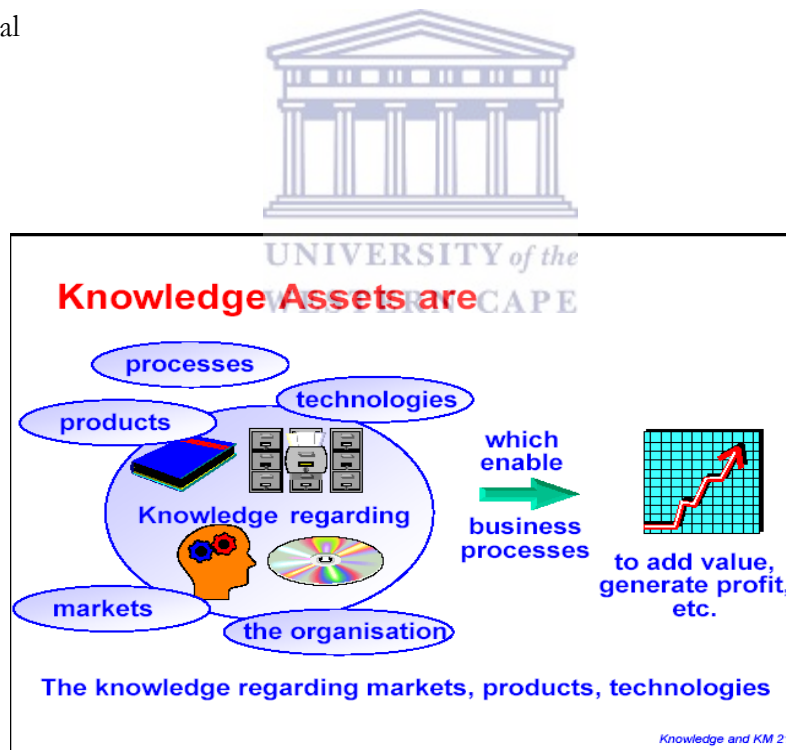 al
UNIVERSITY of the
WESTERN CAPE
Knowledge Assets are
processes
technologies
products
Knowledge regarding
markets
the organisation
which
enable
business
processes
to add value,
generate profit,
etc.
The knowledge regarding markets, products, technologies
Knowledge and KM 2